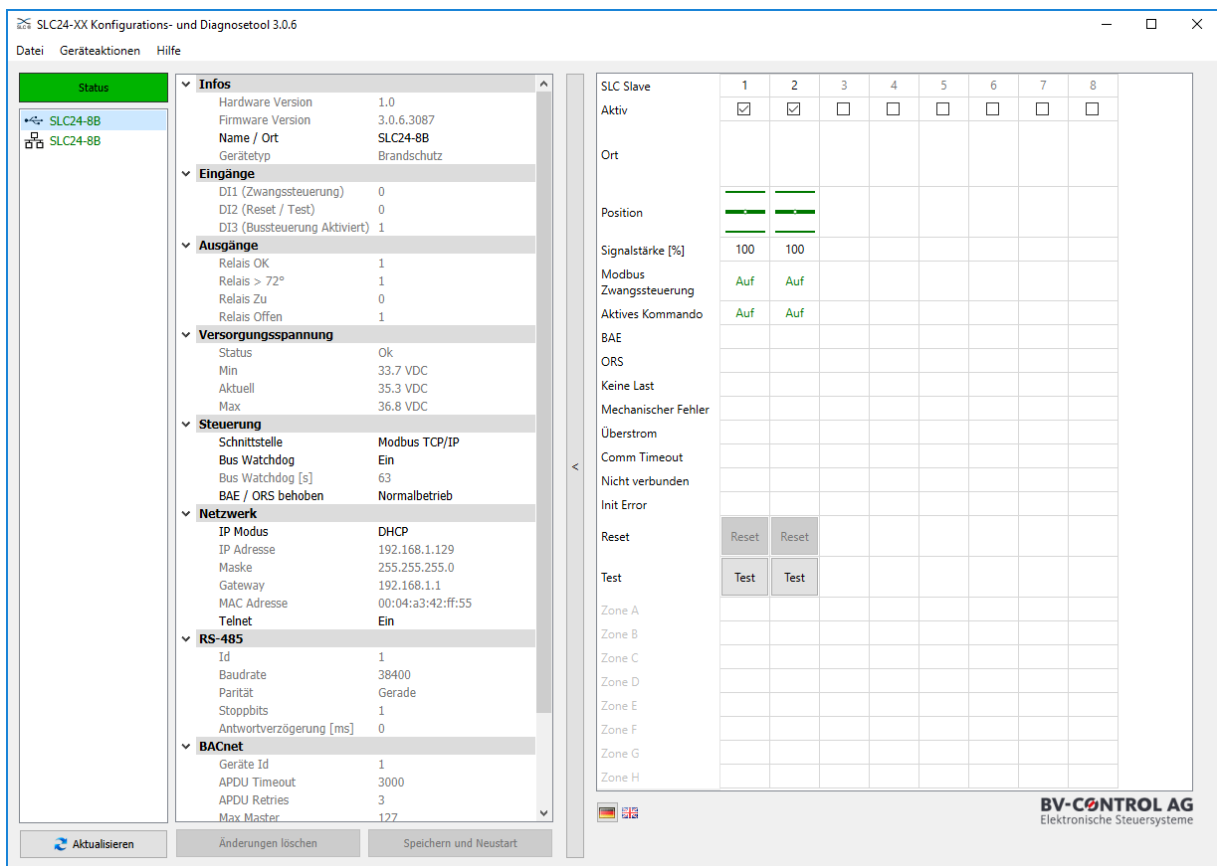 SLC24-XX Konfigurations- und Diagnosetool 3.0.6
Datei Geräteaktionen Hilfe
Status
SLC24-8B
SLC24-8B
Aktualisieren
Infos
Hardware Version 1.0
Firmware Version 3.0.6.3087
Name / Ort SLC24-8B
Gerätetyp Brandschutz
Eingänge
DI1 (Zwangssteuerung) 0
DI2 (Reset / Test) 0
DI3 (Bussteuerung Aktiviert) 1
Ausgänge
Relais OK 1
Relais > 72° 1
Relais Zu 0
Relais Offen 1
Versorgungsspannung
Status Ok
Min 33.7 VDC
Aktuell 35.3 VDC
Max 36.8 VDC
Steuerung
Schnittstelle Modbus TCP/IP
Bus Watchdog Ein
Bus Watchdog [s] 63
BAE / ORS behoben Normalbetrieb
Netzwerk
IP Modus DHCP
IP Adresse 192.168.1.129
Maske 255.255.255.0
Gateway 192.168.1.1
MAC Adresse 00:04:a3:42:ff:55
Telnet Ein
RS-485
Id 1
Baudrate 38400
Parität Gerade
Stoppbits 1
Antwortverzögerung [ms] 0
BACnet
Geräte Id 1
APDU Timeout 3000
APDU Retries 3
Max Master 127
Änderungen löschen Speichern und Neustart
<
SLC Slave 1 2 3 4 5 6 7 8
Aktiv
Ort
Position
Signalstärke [%] 100 100
Modbus
Zwangssteuerung Auf Auf
Aktives Kommando Auf Auf
BAE
ORS
Keine Last
Mechanischer Fehler
Überstrom
Comm Timeout
Nicht verbunden
Init Error
Reset Reset Reset
Test Test Test
Zone A
Zone B
Zone C
Zone D
Zone E
Zone F
Zone G
Zone H
BV-CONTROL AG
Elektronische Steuersysteme